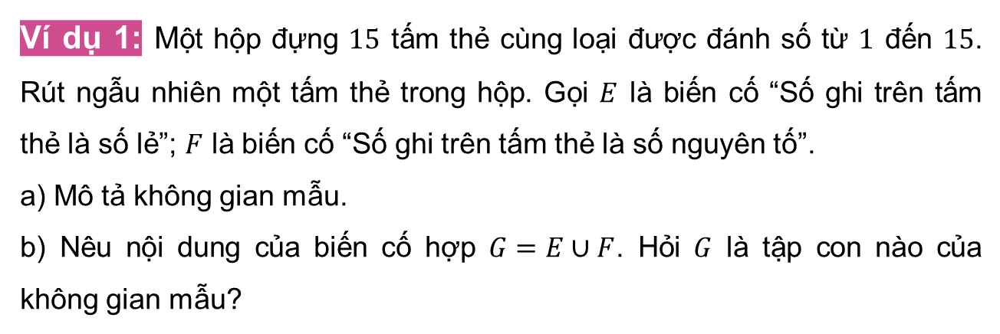 Ví dụ 1: Một hộp đựng 15 tấm thẻ cùng loại được đánh số từ 1 đến 15.
Rút ngẫu nhiên một tấm thẻ trong hộp. Gọi E là biến cố “Số ghi trên tấm
thẻ là số lẻ”; F là biến cố “Số ghi trên tấm thẻ là số nguyên tố”.
a) Mô tả không gian mẫu.
b) Nêu nội dung của biến cố hợp G = E ∪ F. Hỏi G là tập con nào của
không gian mẫu?